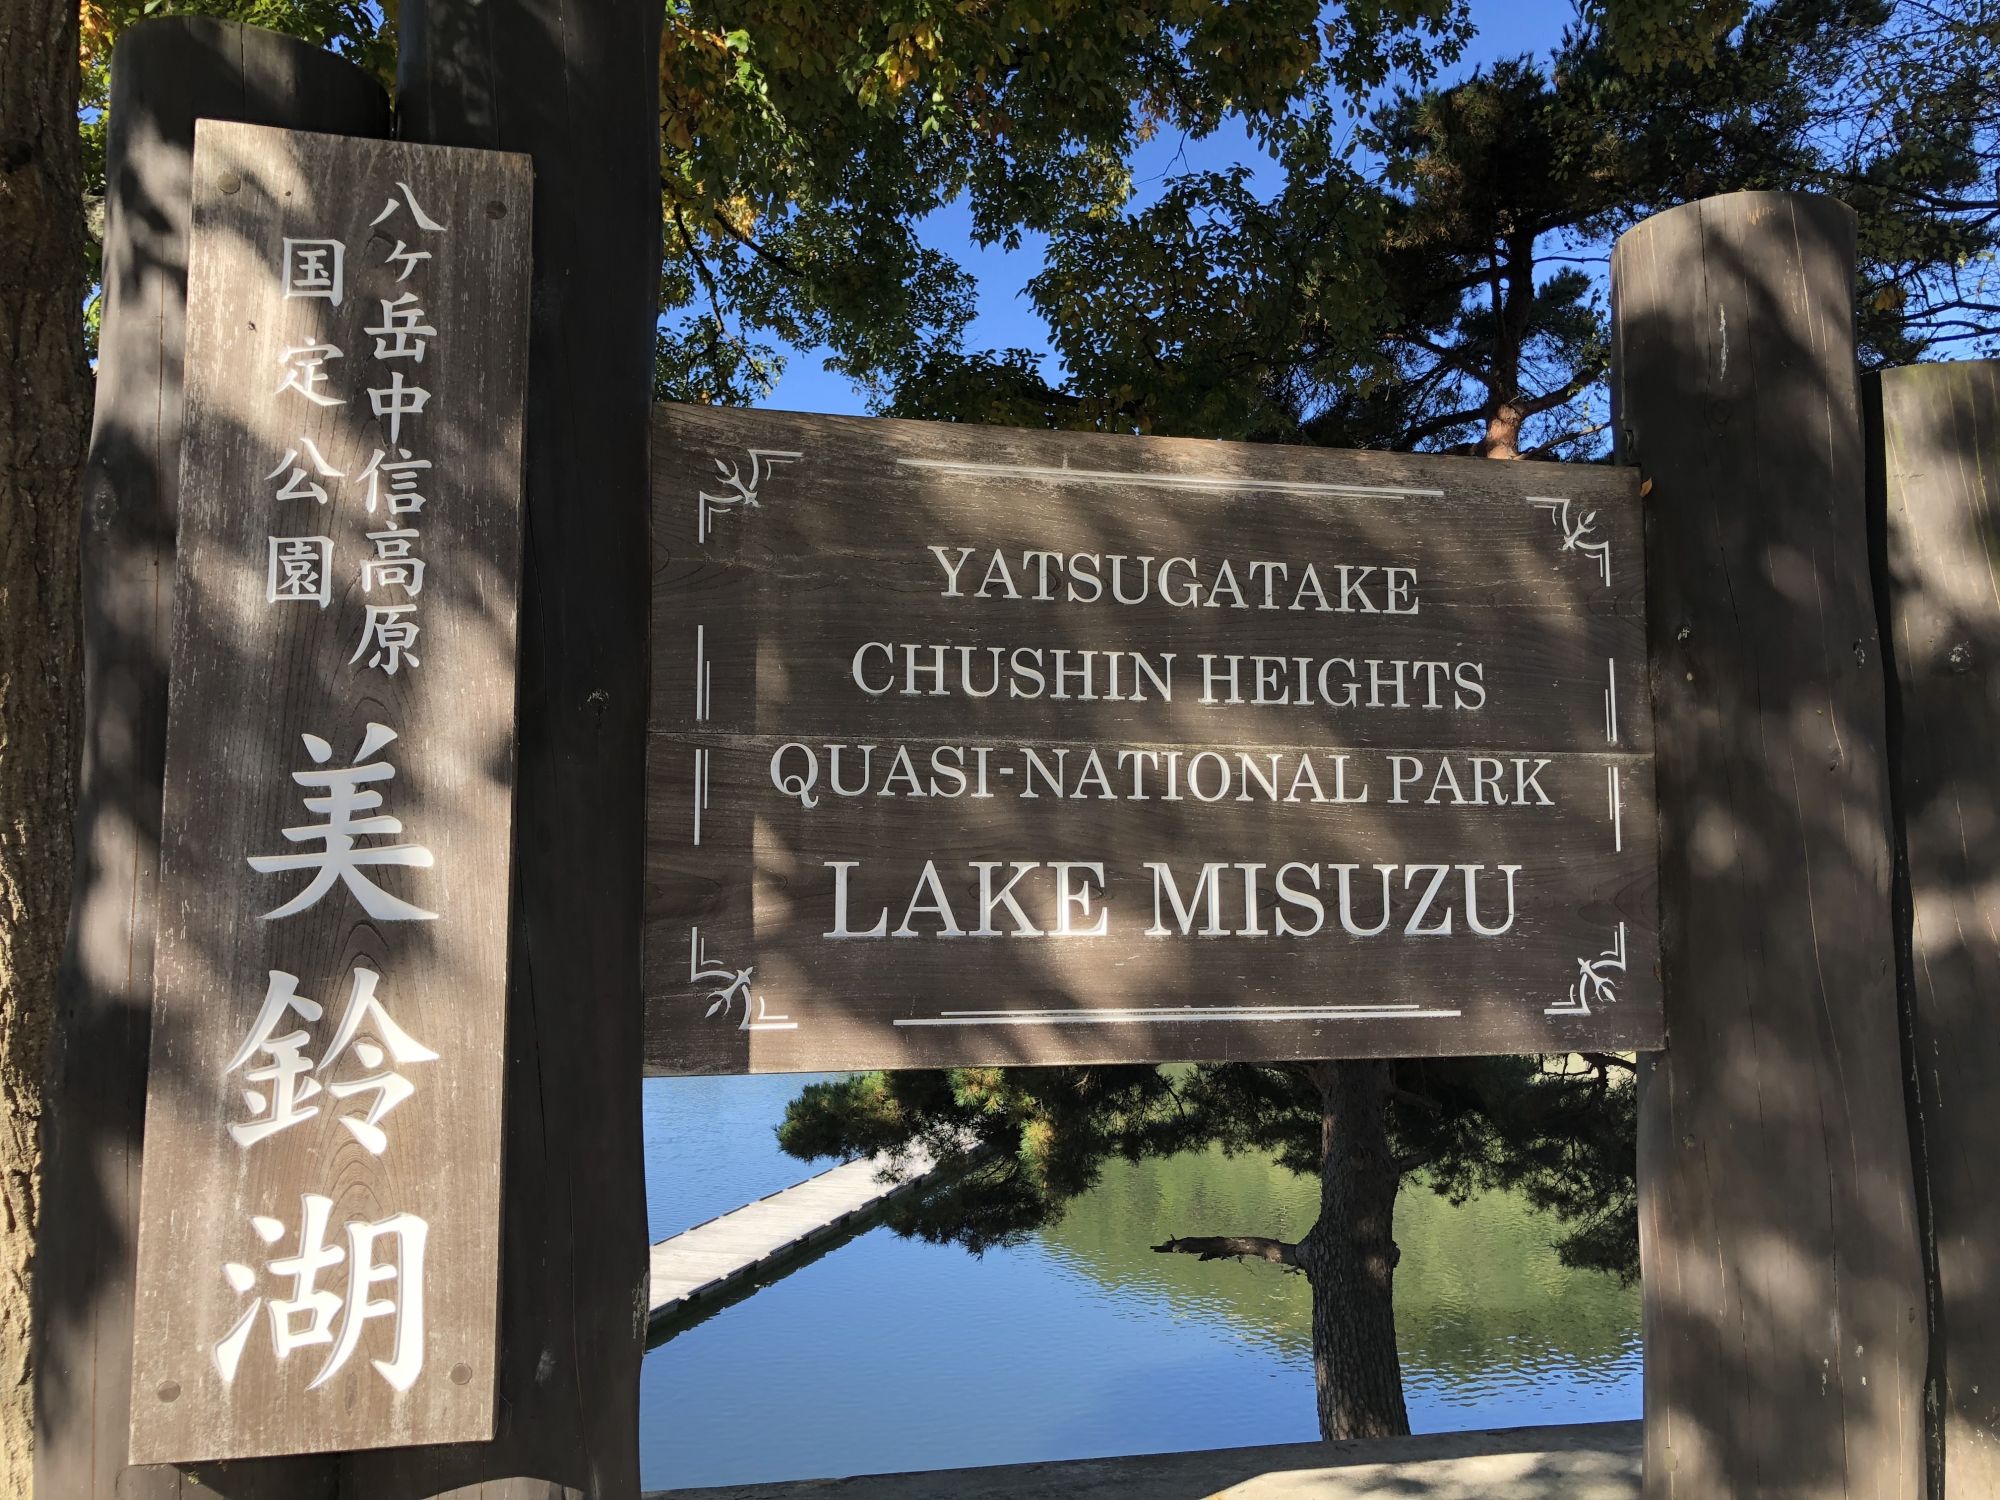 八ヶ岳中信高原
国定公園
美鈴湖
YATSUGATAKE
CHUSHIN HEIGHTS
QUASI-NATIONAL PARK
LAKE MISUZU